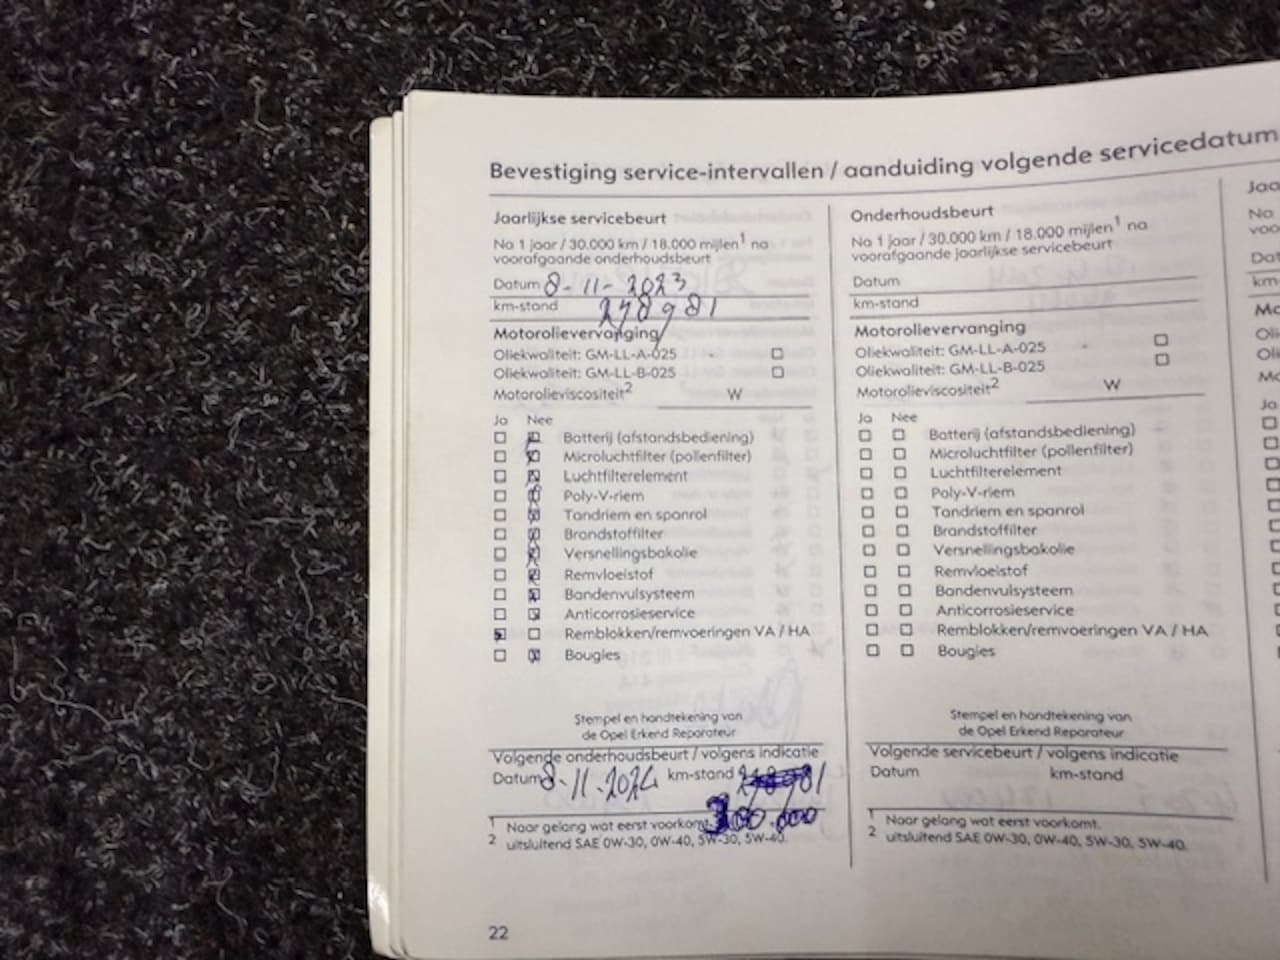 Bevestiging service-intervallen / aanduiding volgende servicedatum
Jaarlijkse servicebeurt
Na 1 jaar / 30.000 km / 18.000 mijlen¹ na
voorafgaande onderhoudsbeurt
Datum 8-11-2023
km-stand 278981
Motorolievervanging
Oliekwaliteit: GM-LL-A-025
Oliekwaliteit: GM-LL-B-025
Motorolieviscositeit² W
Ja Nee
Batterij (afstandsbediening)
Microluchtfilter (pollenfilter)
Luchtfilterelement
Poly-V-riem
Tandriem en spanrol
Brandstoffilter
Versnellingsbakolie
Remvloeistof
Bandenvulsysteem
Anticorrosieservice
Remblokken/remvoeringen VA / HA
Bougies
Stempel en handtekening van
de Opel Erkend Reparateur
Volgende onderhoudsbeurt / volgens indicatie
Datum 8-11-2024 km-stand
300.000
¹ Naar gelang wat eerst voorkomt.
² uitsluitend SAE 0W-30, 0W-40, 5W-30, 5W-40.
22
Onderhoudsbeurt
Na 1 jaar / 30.000 km / 18.000 mijlen¹ na
voorafgaande jaarlijkse servicebeurt
Datum
km-stand
Motorolievervanging
Oliekwaliteit: GM-LL-A-025
Oliekwaliteit: GM-LL-B-025
Motorolieviscositeit² W
Ja Nee
Batterij (afstandsbediening)
Microluchtfilter (pollenfilter)
Luchtfilterelement
Poly-V-riem
Tandriem en spanrol
Brandstoffilter
Versnellingsbakolie
Remvloeistof
Bandenvulsysteem
Anticorrosieservice
Remblokken/remvoeringen VA / HA
Bougies
Stempel en handtekening van
de Opel Erkend Reparateur
Volgende servicebeurt / volgens indicatie
Datum km-stand
¹ Naar gelang wat eerst voorkomt.
² uitsluitend SAE 0W-30, 0W-40, 5W-30, 5W-40.
Na
km
Ja